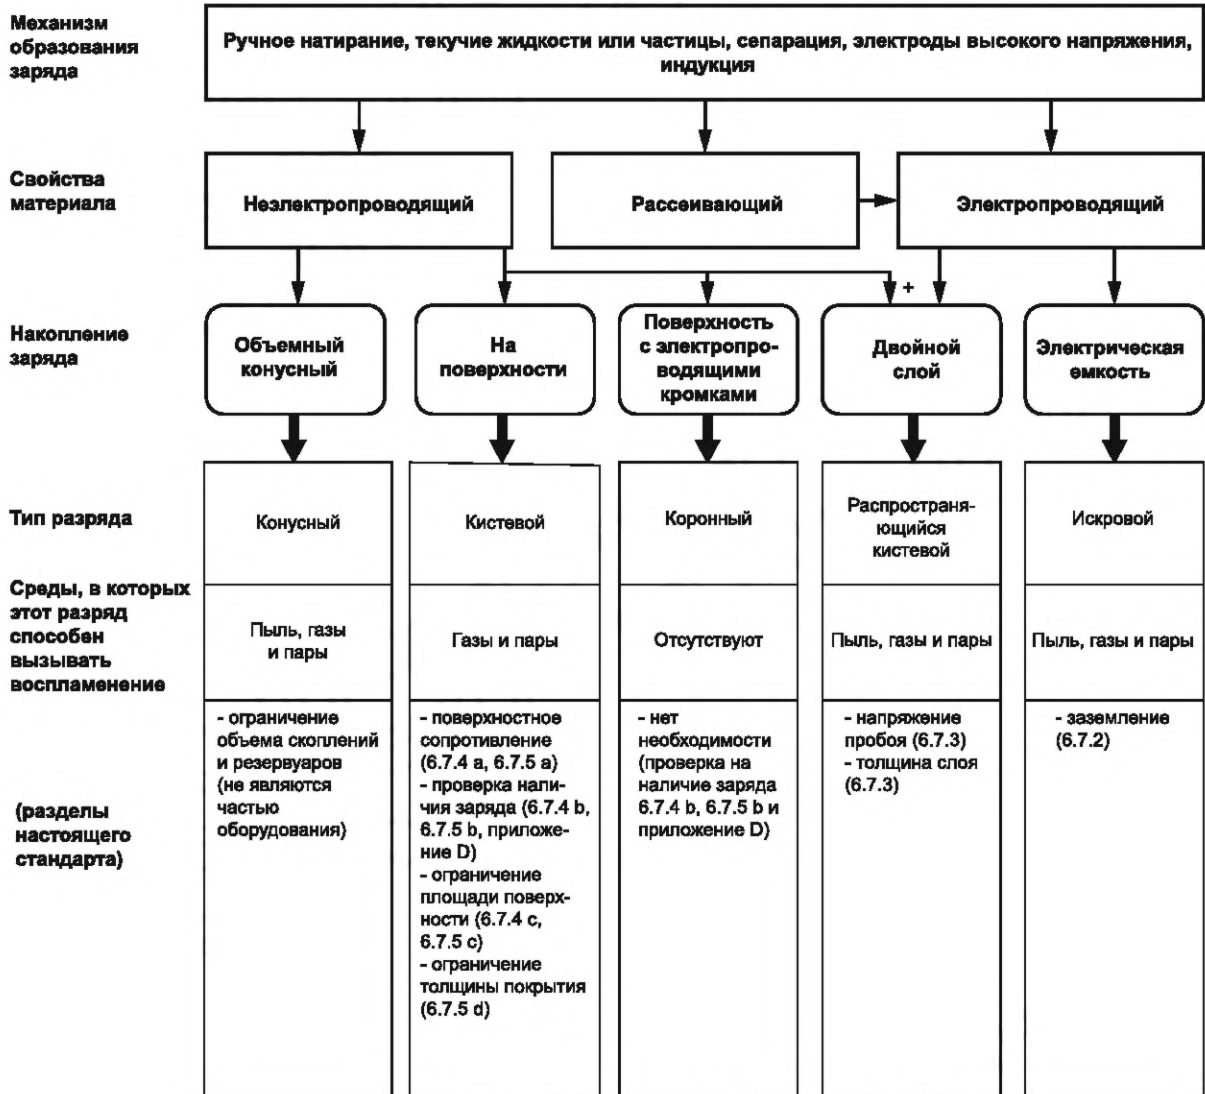 Механизм
образования
заряда
Ручное натирание, текучие жидкости или частицы, сепарация, электроды высокого напряжения,
индукция
Свойства
материала
Неэлектропроводящий
Рассеивающий
Электропроводящий
+
Накопление
заряда
Объемный
конусный
На
поверхности
Поверхность
с электропро-
водящими
кромками
Двойной
слой
Электрическая
емкость
Тип разряда
Конусный
Кистевой
Коронный
Распространя-
ющийся
кистевой
Искровой
Среды, в которых
этот разряд
способен
вызывать
воспламенение
Пыль, газы
и пары
Газы и пары
Отсутствуют
Пыль, газы и пары
Пыль, газы и пары
(разделы
настоящего
стандарта)
- ограничение
объема скоплений
и резервуаров
(не являются
частью
оборудования)
- поверхностное
сопротивление
(6.7.4 a, 6.7.5 a)
- проверка нали-
чия заряда (6.7.4 b,
6.7.5 b, приложе-
ние D)
- ограничение
площади поверх-
ности (6.7.4 c,
6.7.5 c)
- ограничение
толщины покрытия
(6.7.5 d)
- нет
необходимости
(проверка на
наличие заряда
6.7.4 b, 6.7.5 b и
приложение D)
- напряжение
пробоя (6.7.3)
- толщина слоя
(6.7.3)
- заземление
(6.7.2)